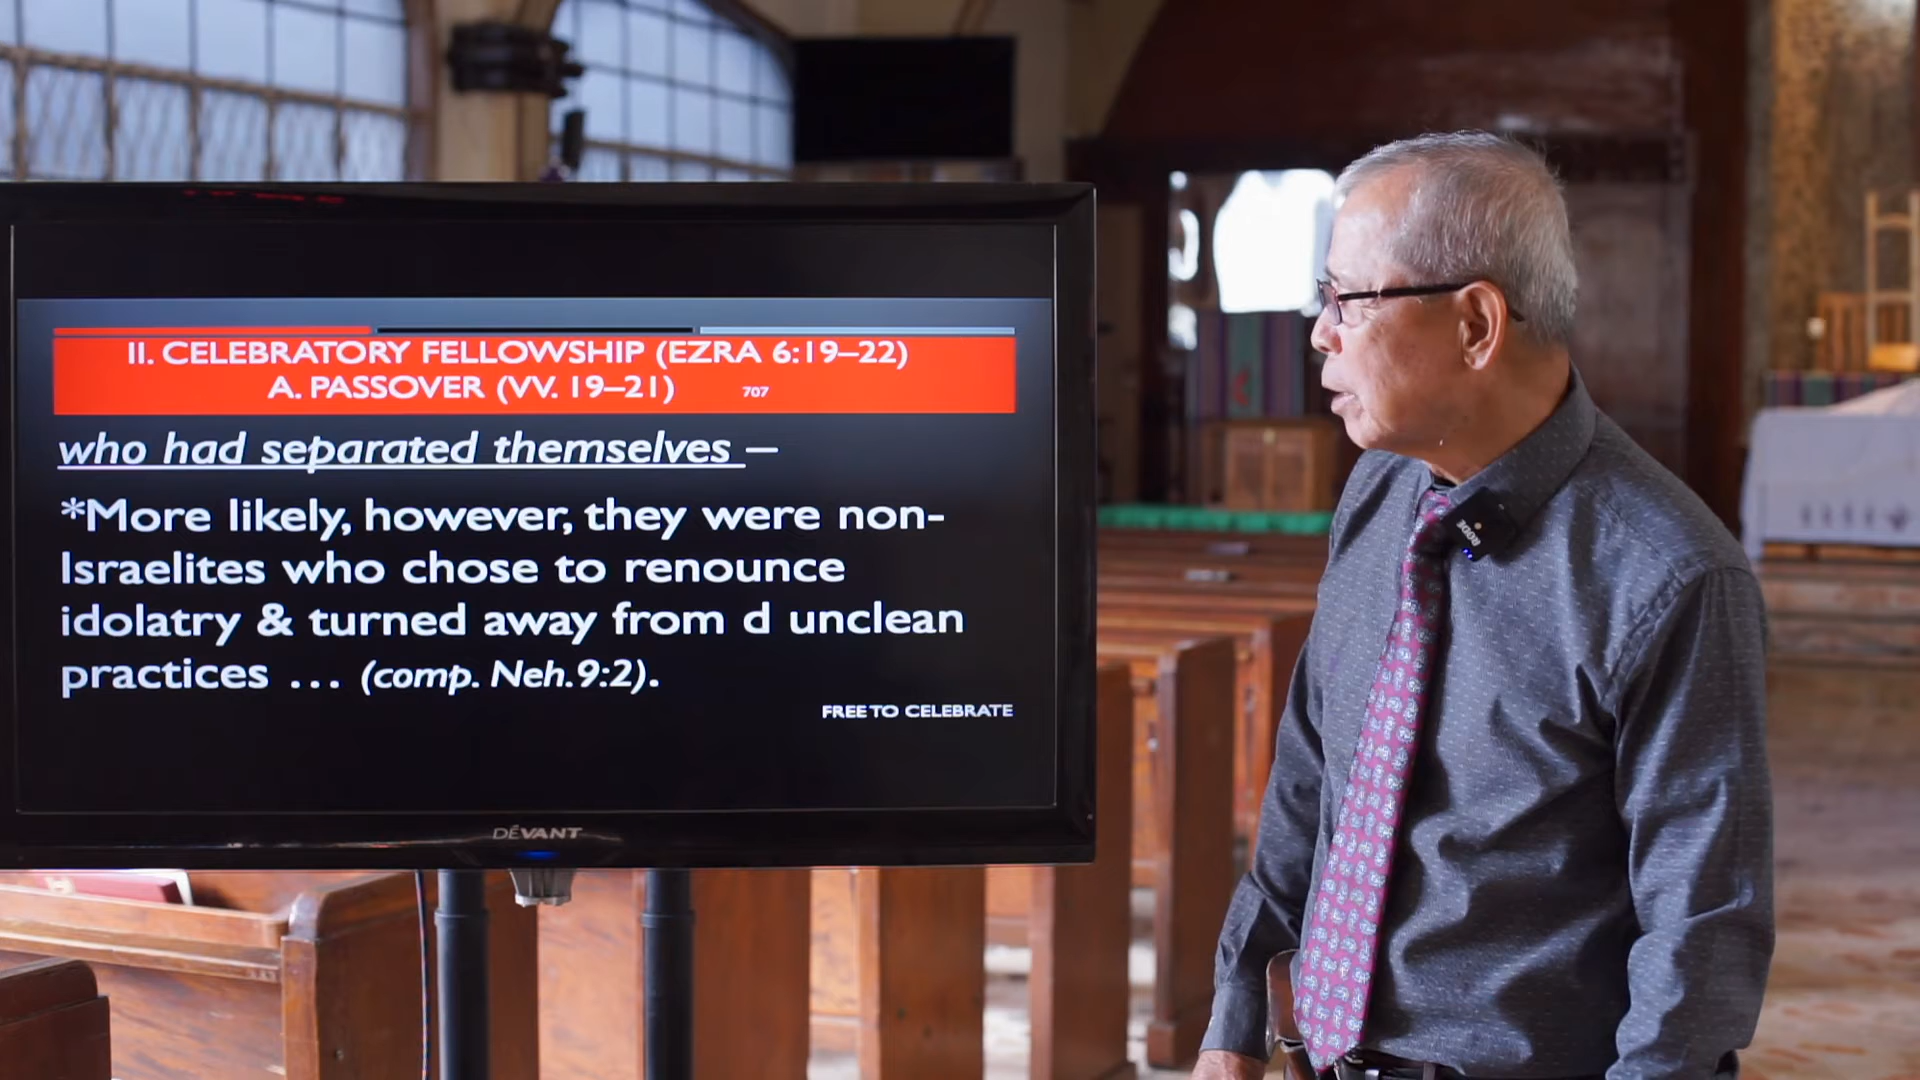 II. CELEBRATORY FELLOWSHIP (EZRA 6:19–22)
A. PASSOVER (VV. 19–21) 707
who had separated themselves –
*More likely, however, they were non-
Israelites who chose to renounce
idolatry & turned away from d unclean
practices … (comp. Neh. 9:2).
FREE TO CELEBRATE
DEVANT
RODE